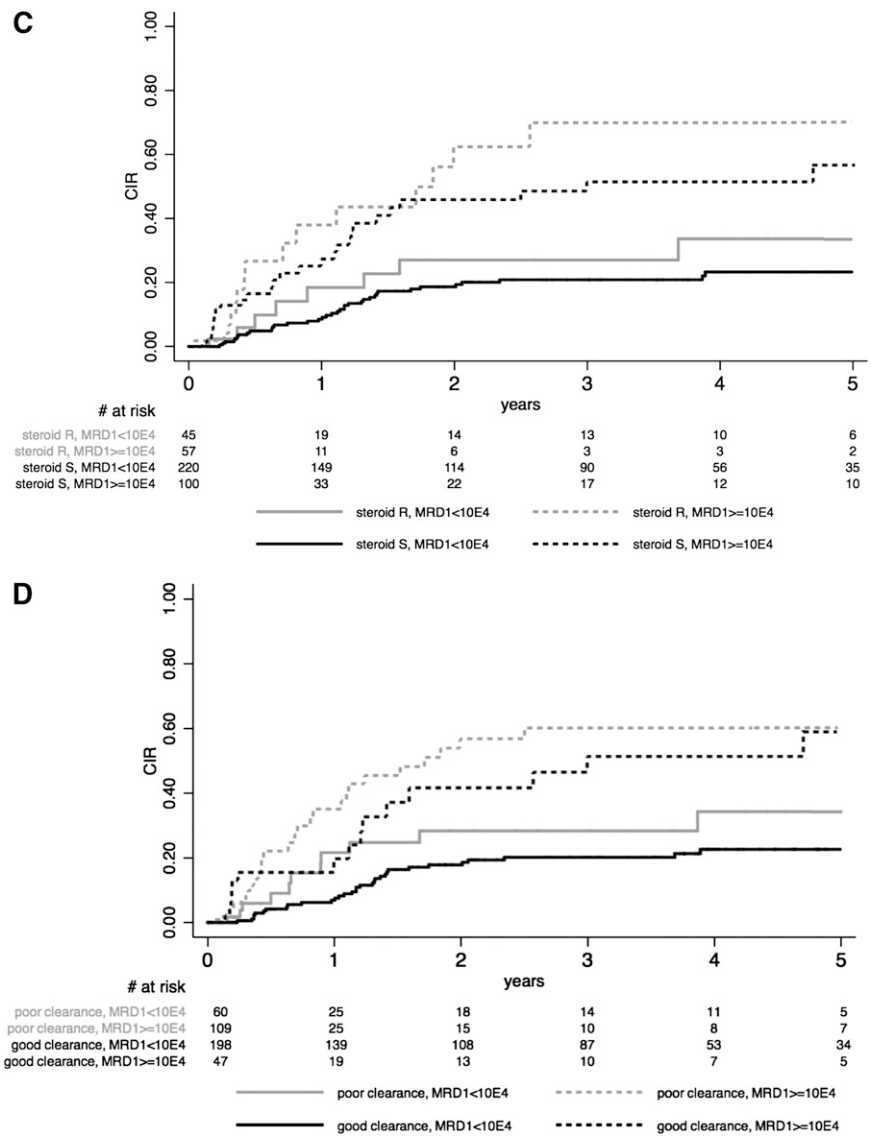 C
1.00
0.80
0.60
0.40
0.20
0.00
CIR
0 1 2 3 4 5
years
# at risk
steroid R, MRD1<10E4 45 19 14 13 10 6
steroid R, MRD1>=10E4 57 11 6 3 3 2
steroid S, MRD1<10E4 220 149 114 90 56 35
steroid S, MRD1>=10E4 100 33 22 17 12 10
steroid R, MRD1<10E4 steroid R, MRD1>=10E4
steroid S, MRD1<10E4 steroid S, MRD1>=10E4
D
1.00
0.80
0.60
0.40
0.20
0.00
CIR
0 1 2 3 4 5
years
# at risk
poor clearance, MRD1<10E4 60 25 18 14 11 5
poor clearance, MRD1>=10E4 109 25 15 10 8 7
good clearance, MRD1<10E4 198 139 108 87 53 34
good clearance, MRD1>=10E4 47 19 13 10 7 5
poor clearance, MRD1<10E4 poor clearance, MRD1>=10E4
good clearance, MRD1<10E4 good clearance, MRD1>=10E4